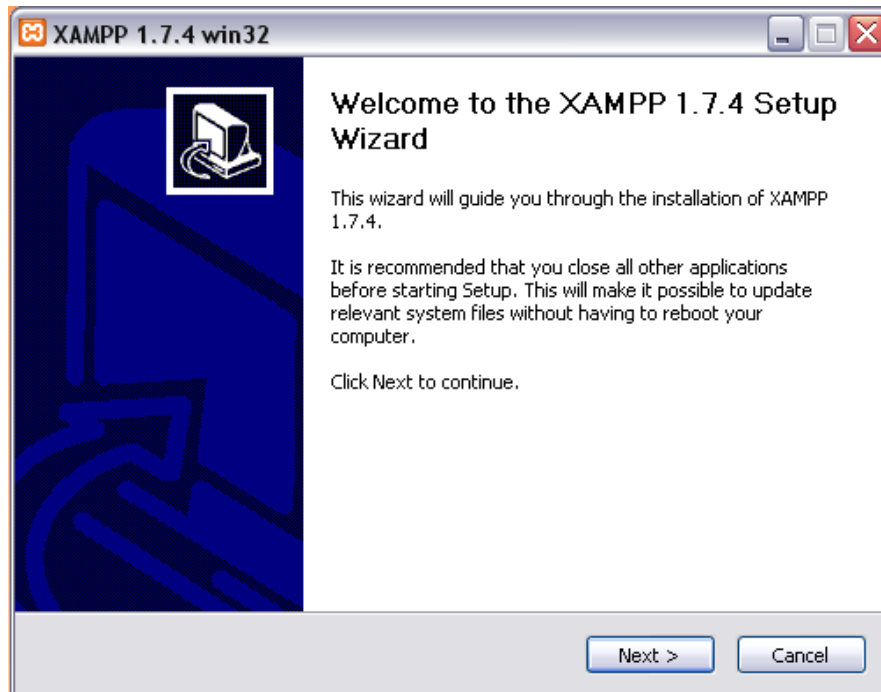 XAMPP 1.7.4 win32
Welcome to the XAMPP 1.7.4 Setup
Wizard
This wizard will guide you through the installation of XAMPP
1.7.4.
It is recommended that you close all other applications
before starting Setup. This will make it possible to update
relevant system files without having to reboot your
computer.
Click Next to continue.
Next >
Cancel